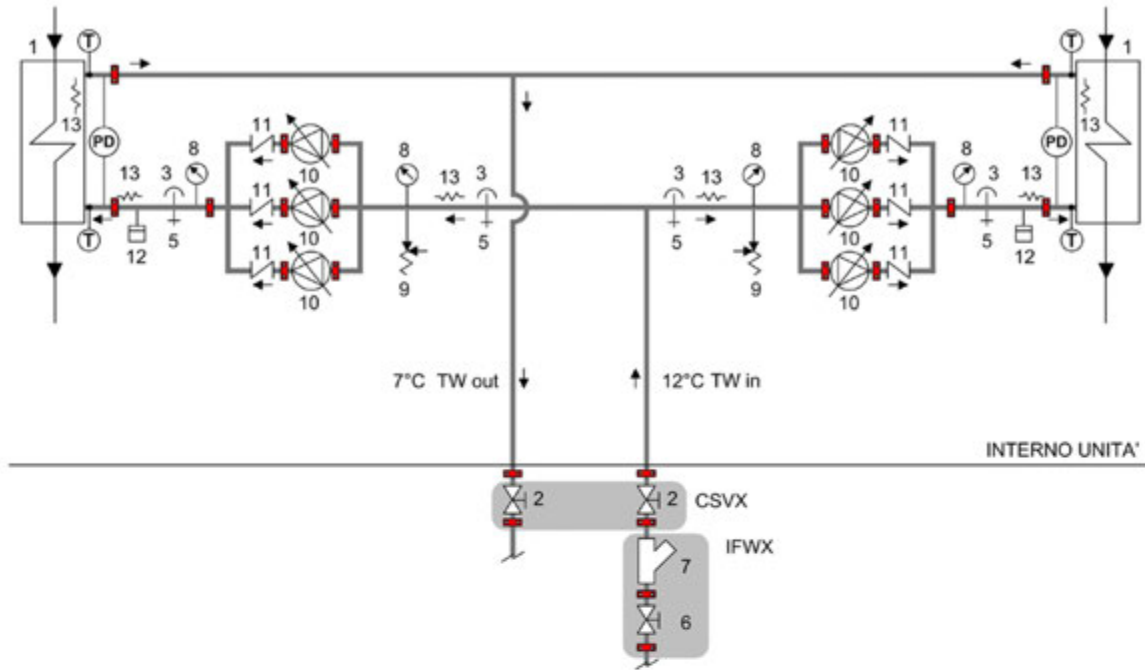 1 T T 1
13 PD 11 11 PD 13
8 10 8 8 10 8
13 3 11 13 3 3 13 11 3 13
12 5 10 5 5 10 5 12
T 11 9 9 11 T
10 10
7°C TW out 12°C TW in
INTERNO UNITA'
2 2 CSVX
IFWX
7
6